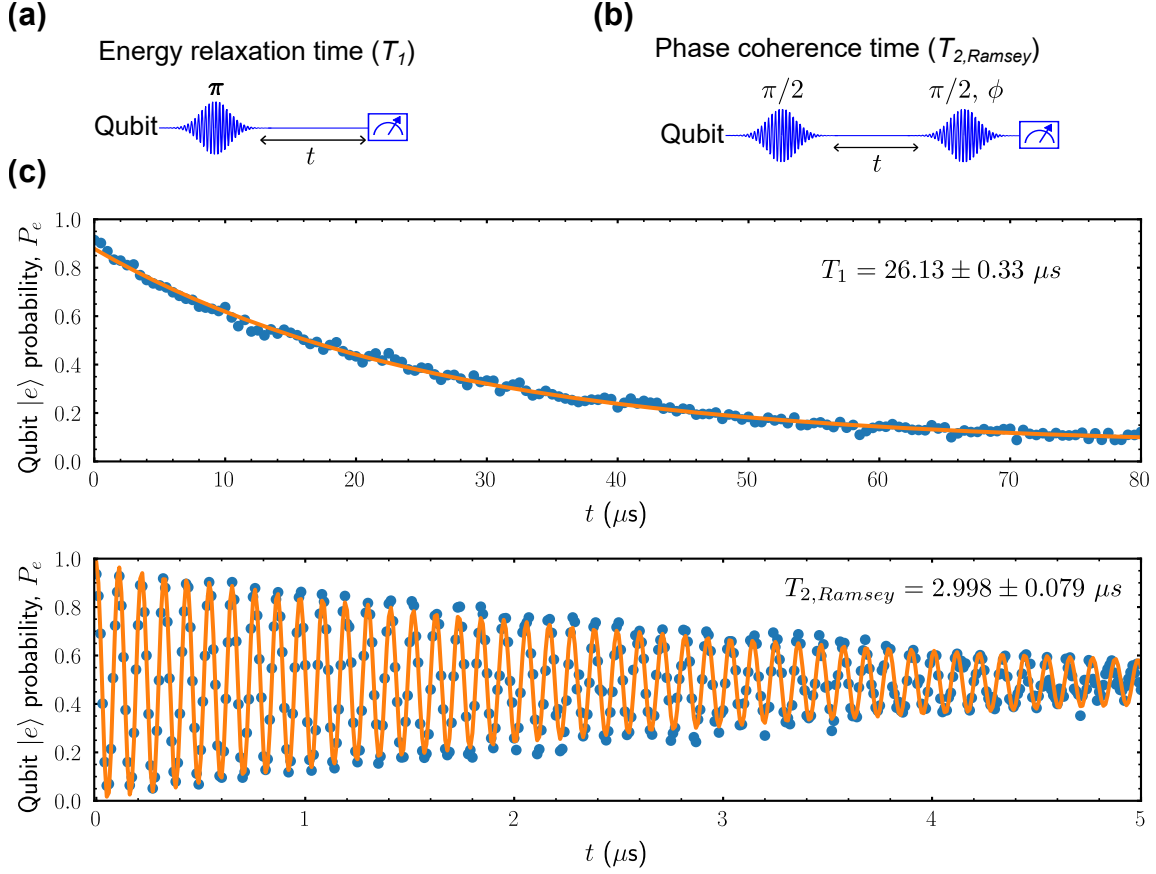 (a)
Energy relaxation time (T₁)
π
Qubit
t
(b)
Phase coherence time (T₂,Ramsey)
π/2
π/2, ϕ
Qubit
t
(c)
Qubit |e⟩ probability, Pₑ
1.0
0.8
0.6
0.4
0.2
0.0
T₁ = 26.13 ± 0.33 μs
0 10 20 30 40 50 60 70 80
t (μs)
Qubit |e⟩ probability, Pₑ
1.0
0.8
0.6
0.4
0.2
0.0
T₂,Ramsey = 2.998 ± 0.079 μs
0 1 2 3 4 5
t (μs)